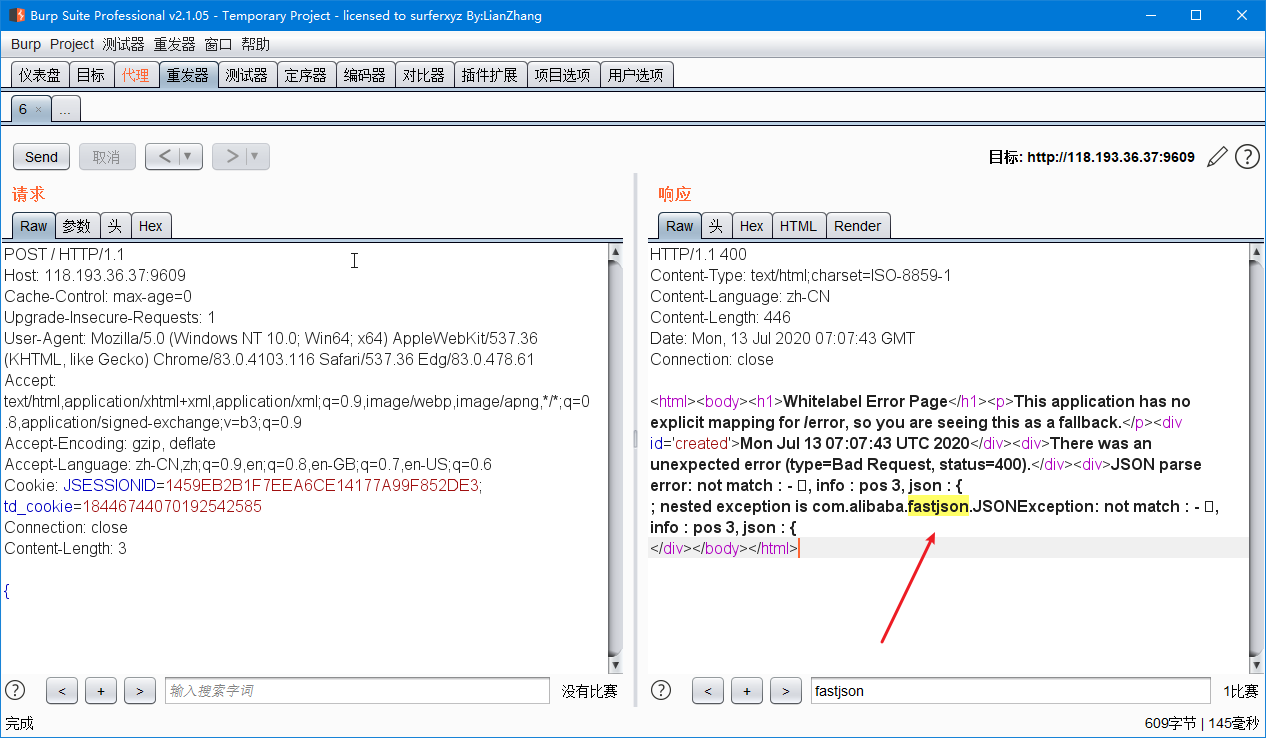 Burp Suite Professional v2.1.05 - Temporary Project - licensed to surferxyz By:LianZhang
Burp Project 测试器 重发器 窗口 帮助
仪表盘 目标 代理 重发器 测试器 定序器 编码器 对比器 插件扩展 项目选项 用户选项
6 × ...
Send 取消 < ▼ > ▼ 目标: http://118.193.36.37:9609 ?
请求
Raw 参数 头 Hex
POST / HTTP/1.1
Host: 118.193.36.37:9609
Cache-Control: max-age=0
Upgrade-Insecure-Requests: 1
User-Agent: Mozilla/5.0 (Windows NT 10.0; Win64; x64) AppleWebKit/537.36
(KHTML, like Gecko) Chrome/83.0.4103.116 Safari/537.36 Edg/83.0.478.61
Accept:
text/html,application/xhtml+xml,application/xml;q=0.9,image/webp,image/apng,*/*;q=0
.8,application/signed-exchange;v=b3;q=0.9
Accept-Encoding: gzip, deflate
Accept-Language: zh-CN,zh;q=0.9,en;q=0.8,en-GB;q=0.7,en-US;q=0.6
Cookie: JSESSIONID=1459EB2B1F7EEA6CE14177A99F852DE3;
td_cookie=18446744070192542585
Connection: close
Content-Length: 3
{
? < + > 输入搜索字词 没有比赛
响应
Raw 头 Hex HTML Render
HTTP/1.1 400
Content-Type: text/html;charset=ISO-8859-1
Content-Language: zh-CN
Content-Length: 446
Date: Mon, 13 Jul 2020 07:07:43 GMT
Connection: close
<html><body><h1>Whitelabel Error Page</h1><p>This application has no
explicit mapping for /error, so you are seeing this as a fallback.</p><div
id='created'>Mon Jul 13 07:07:43 UTC 2020</div><div>There was an
unexpected error (type=Bad Request, status=400).</div><div>JSON parse
error: not match : - □, info : pos 3, json : {
; nested exception is com.alibaba.fastjson.JSONException: not match : - □,
info : pos 3, json : {
</div></body></html>
? < + > fastjson 1比赛
完成 609字节 | 145毫秒